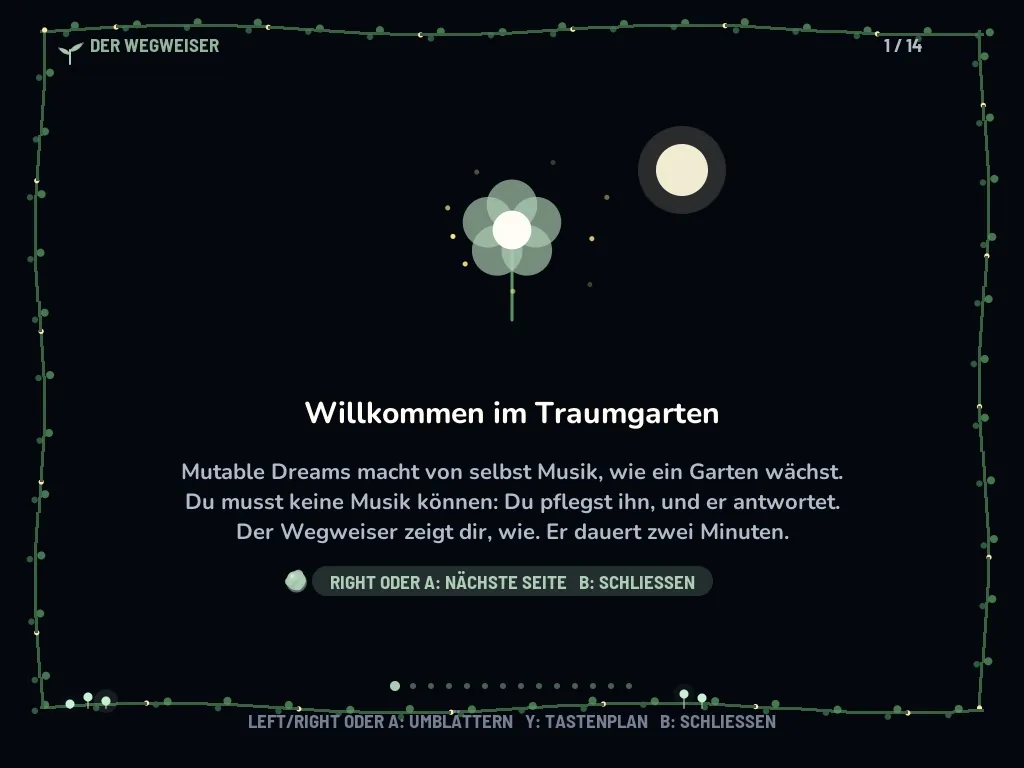 DER WEGWEISER
1 / 14
Willkommen im Traumgarten
Mutable Dreams macht von selbst Musik, wie ein Garten wächst.
Du musst keine Musik können: Du pflegst ihn, und er antwortet.
Der Wegweiser zeigt dir, wie. Er dauert zwei Minuten.
RIGHT ODER A: NÄCHSTE SEITE B: SCHLIESSEN
LEFT/RIGHT ODER A: UMBLÄTTERN Y: TASTENPLAN B: SCHLIESSEN